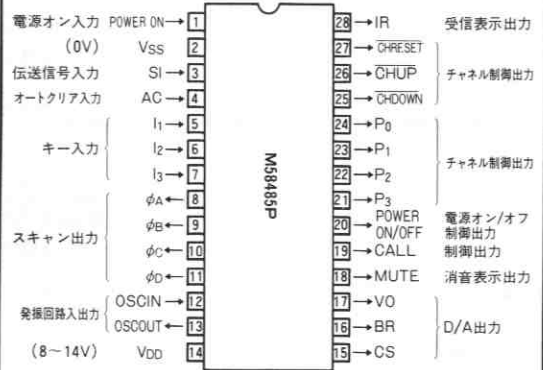 電源オン入力 POWER ON→ 1
(0V) VSS 2
伝送信号入力 SI→ 3
オートクリア入力 AC→ 4
キー入力
I1→ 5
I2→ 6
I3→ 7
スキャン出力
φA← 8
φB← 9
φC← 10
φD← 11
発振回路入出力
OSCIN→ 12
OSCOUT← 13
(8〜14V) VDD 14
M58485P
28 →IR 受信表示出力
27 →CHRESET
26 →CHUP
25 →CHDOWN
チャネル制御出力
24 →P0
23 →P1
22 →P2
21 →P3
チャネル制御出力
20 →POWER ON/OFF 電源オン/オフ制御出力
19 →CALL 制御出力
18 →MUTE 消音表示出力
17 →VO
16 →BR
15 →CS
D/A出力